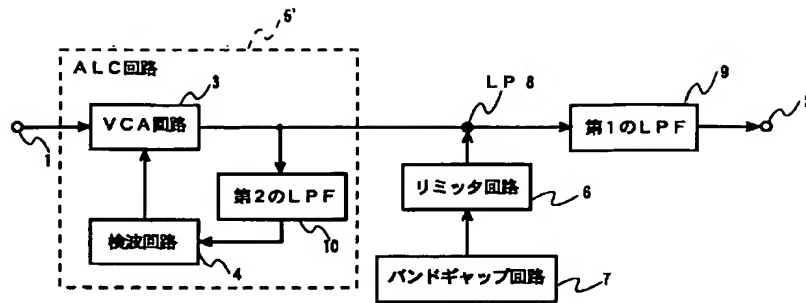 5'
ALC回路
3
VCA回路
1
第2のLPF
10
検波回路
4
LP 8
リミッタ回路
6
バンドギャップ回路
7
9
第1のLPF
2